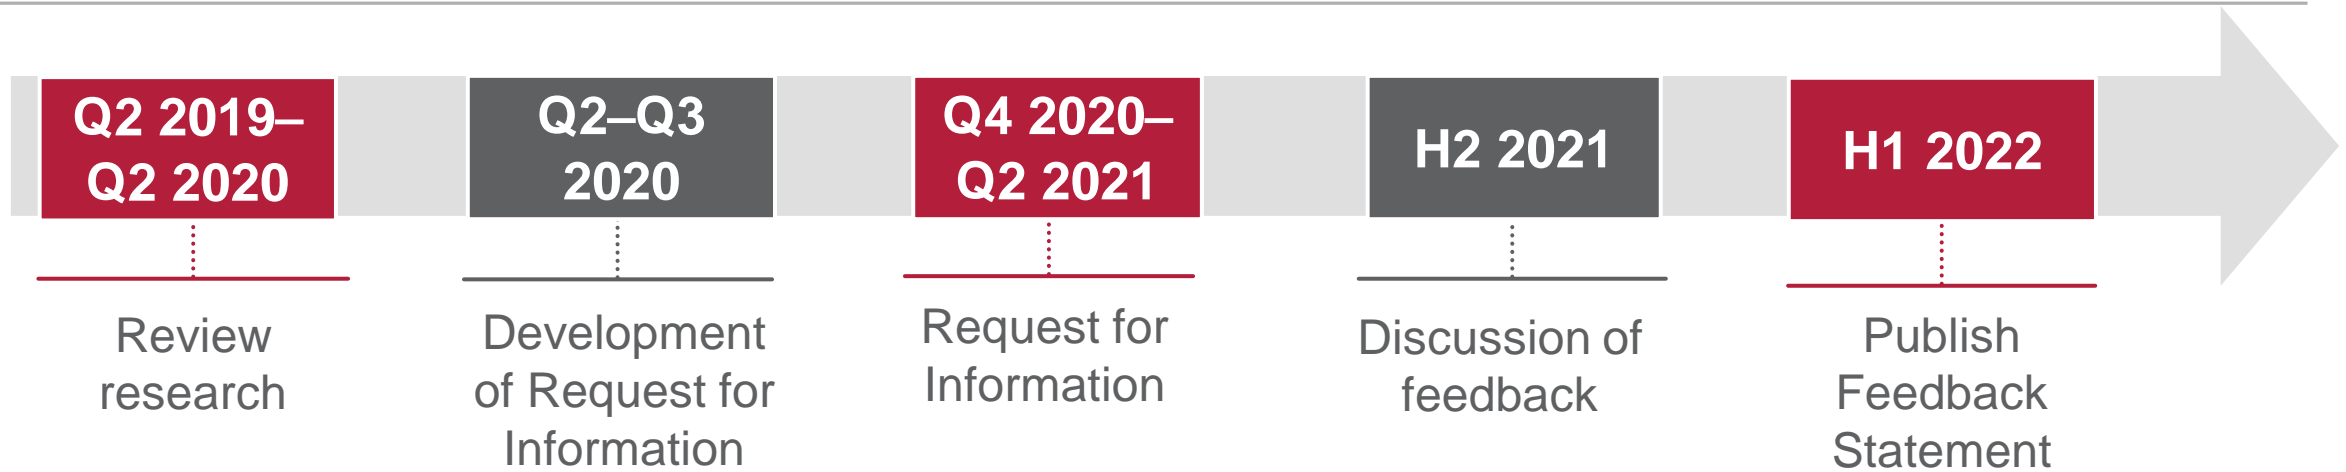 Q2 2019–
Q2 2020
Review
research
Q2–Q3
2020
Development
of Request for
Information
Q4 2020–
Q2 2021
Request for
Information
H2 2021
Discussion of
feedback
H1 2022
Publish
Feedback
Statement